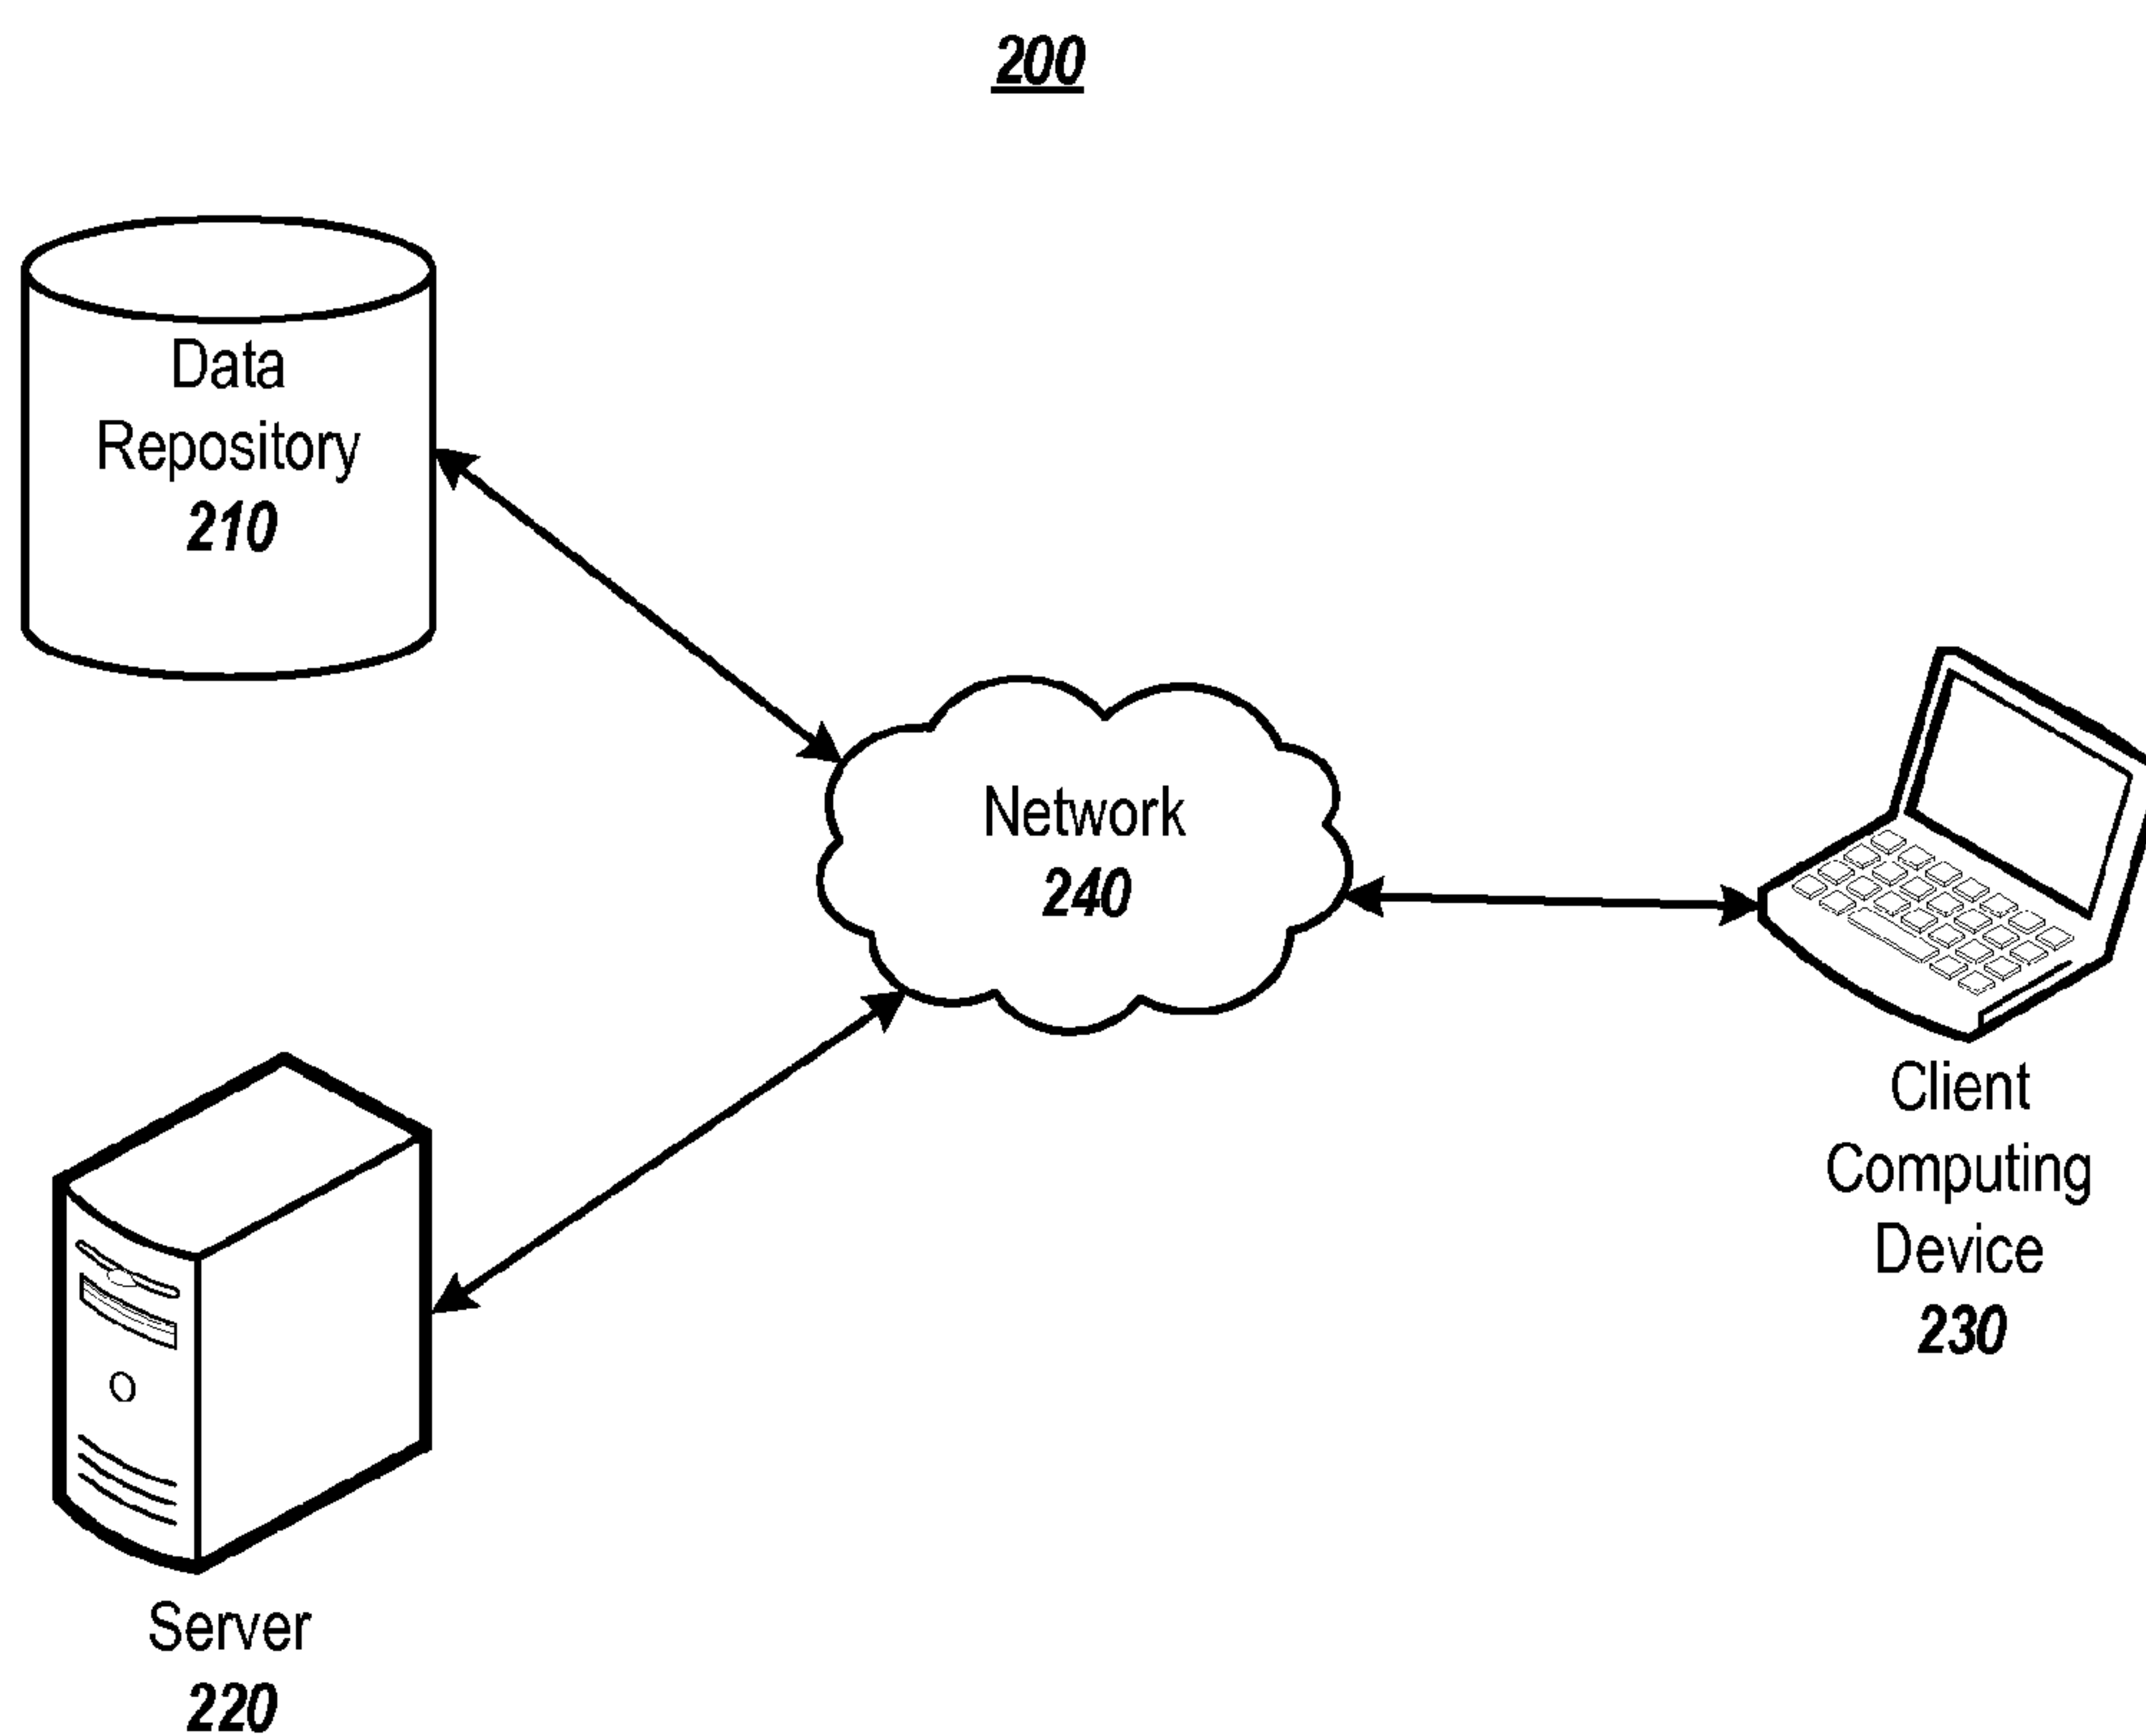 200
Data
Repository
210
Network
240
Client
Computing
Device
230
Server
220